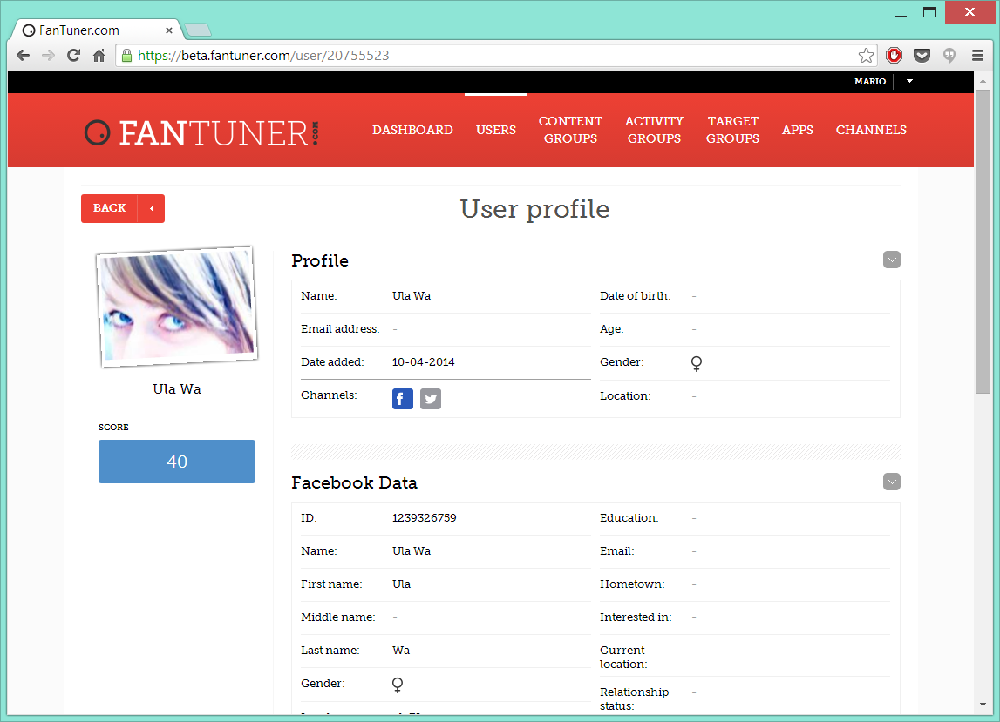 FanTuner.com
https://beta.fantuner.com/user/20755523
MARIO
FANTUNER.COM
DASHBOARD
USERS
CONTENT
GROUPS
ACTIVITY
GROUPS
TARGET
GROUPS
APPS
CHANNELS
BACK
User profile
Ula Wa
SCORE
40
Profile
Name: Ula Wa
Date of birth: -
Email address: -
Age: -
Date added: 10-04-2014
Gender: ♀
Channels:
Location: -
Facebook Data
ID: 1239326759
Education: -
Name: Ula Wa
Email: -
First name: Ula
Hometown: -
Middle name: -
Interested in: -
Last name: Wa
Current
location: -
Gender: ♀
Relationship
status: -